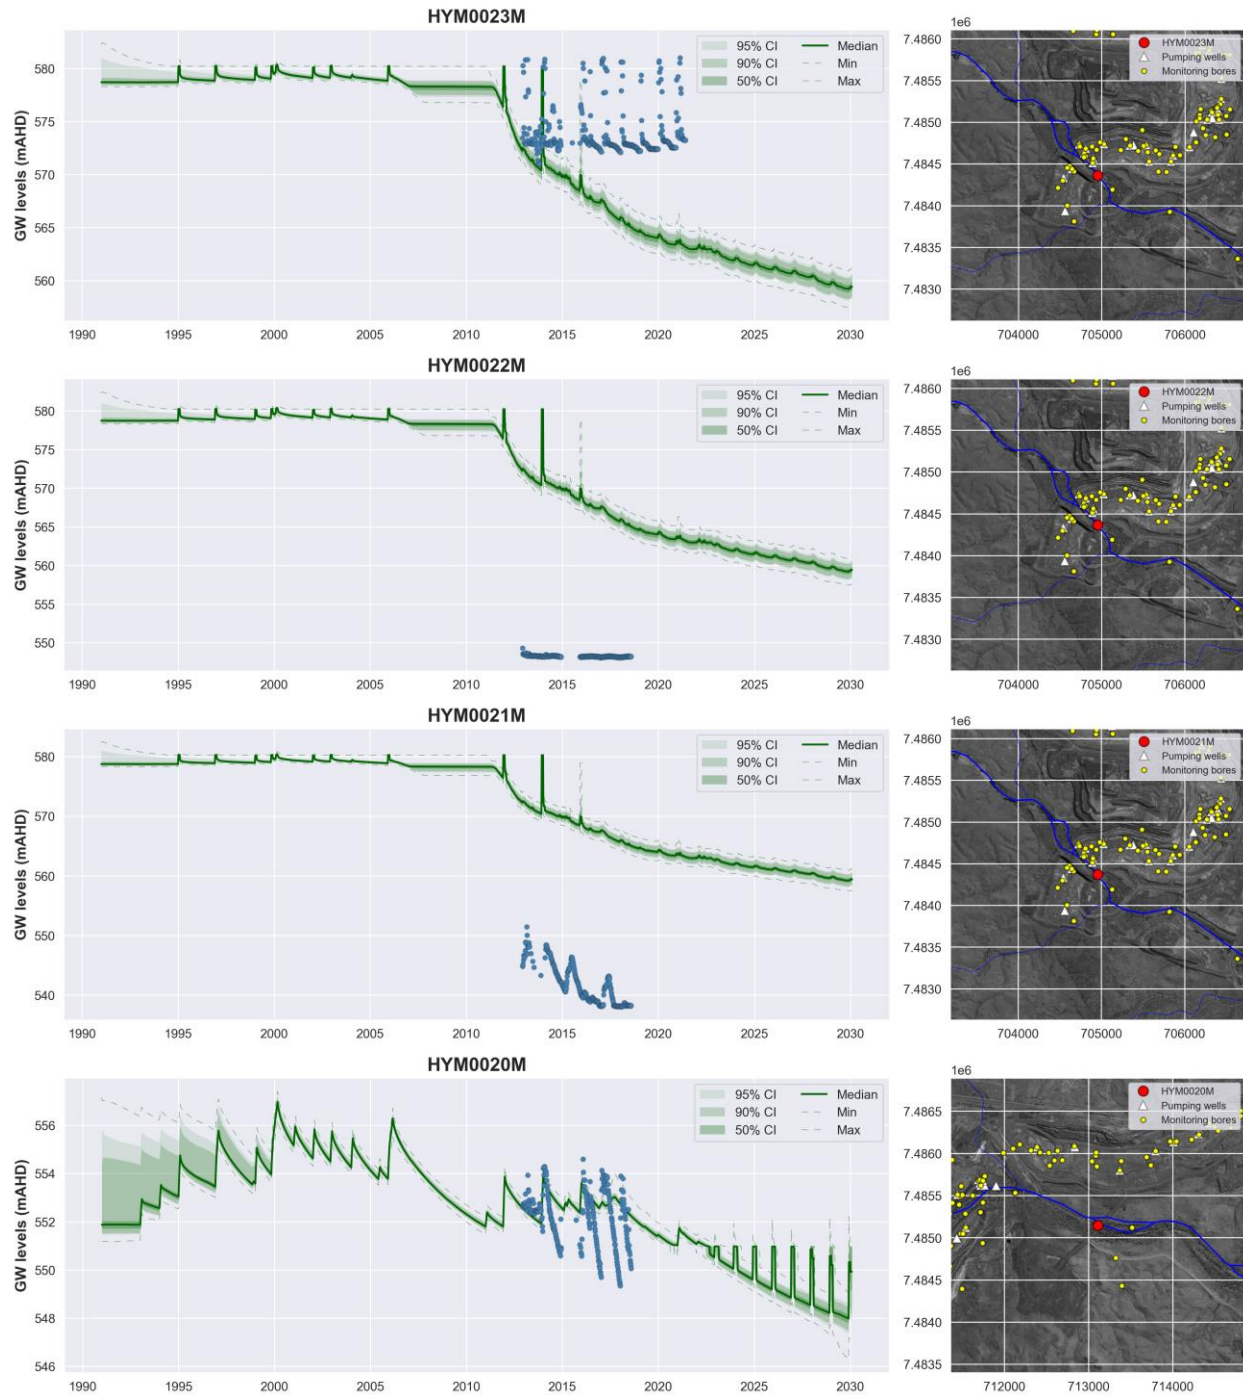 HYM0023M
GW levels (mAHD)
580
575
570
565
560
95% CI
90% CI
50% CI
Median
Min
Max
1990 1995 2000 2005 2010 2015 2020 2025 2030
1e6
7.4860
7.4855
7.4850
7.4845
7.4840
7.4835
7.4830
HYM0023M
Pumping wells
Monitoring bores
704000 705000 706000
HYM0022M
GW levels (mAHD)
580
575
570
565
560
555
550
95% CI
90% CI
50% CI
Median
Min
Max
1990 1995 2000 2005 2010 2015 2020 2025 2030
1e6
7.4860
7.4855
7.4850
7.4845
7.4840
7.4835
7.4830
HYM0022M
Pumping wells
Monitoring bores
704000 705000 706000
HYM0021M
GW levels (mAHD)
580
570
560
550
540
95% CI
90% CI
50% CI
Median
Min
Max
1990 1995 2000 2005 2010 2015 2020 2025 2030
1e6
7.4860
7.4855
7.4850
7.4845
7.4840
7.4835
7.4830
HYM0021M
Pumping wells
Monitoring bores
704000 705000 706000
HYM0020M
GW levels (mAHD)
556
554
552
550
548
546
95% CI
90% CI
50% CI
Median
Min
Max
1990 1995 2000 2005 2010 2015 2020 2025 2030
1e6
7.4865
7.4860
7.4855
7.4850
7.4845
7.4840
7.4835
HYM0020M
Pumping wells
Monitoring bores
712000 713000 714000